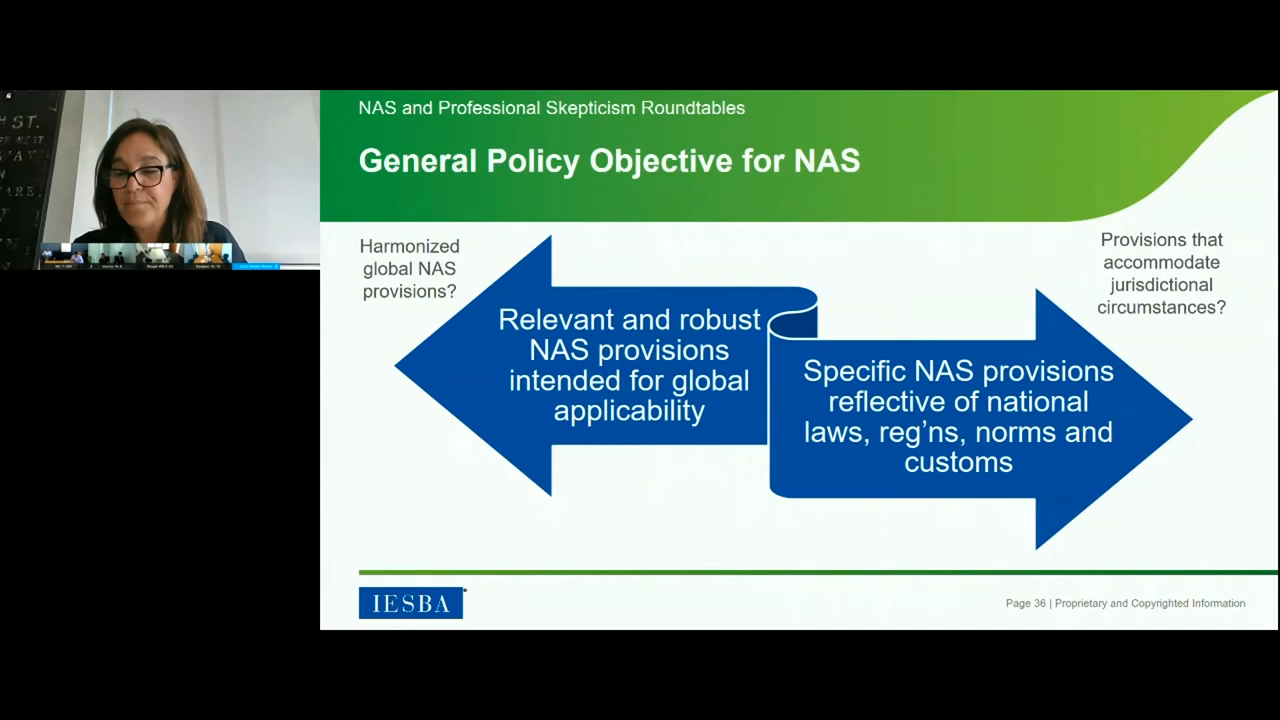 ST.
WAY
NAS and Professional Skepticism Roundtables
General Policy Objective for NAS
Harmonized
global NAS
provisions?
Provisions that
accommodate
jurisdictional
circumstances?
Relevant and robust
NAS provisions
intended for global
applicability
Specific NAS provisions
reflective of national
laws, reg'ns, norms and
customs
IESBA
Page 36 | Proprietary and Copyrighted Information